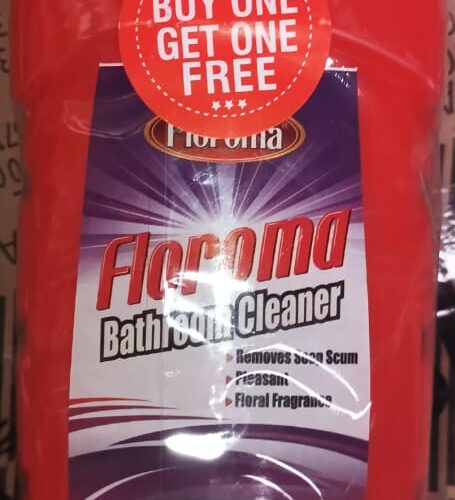 BUY ONE
GET ONE
FREE
Floroma
Floroma
Bathroom Cleaner
Removes Soap Scum
Pleasant
Floral Fragrance